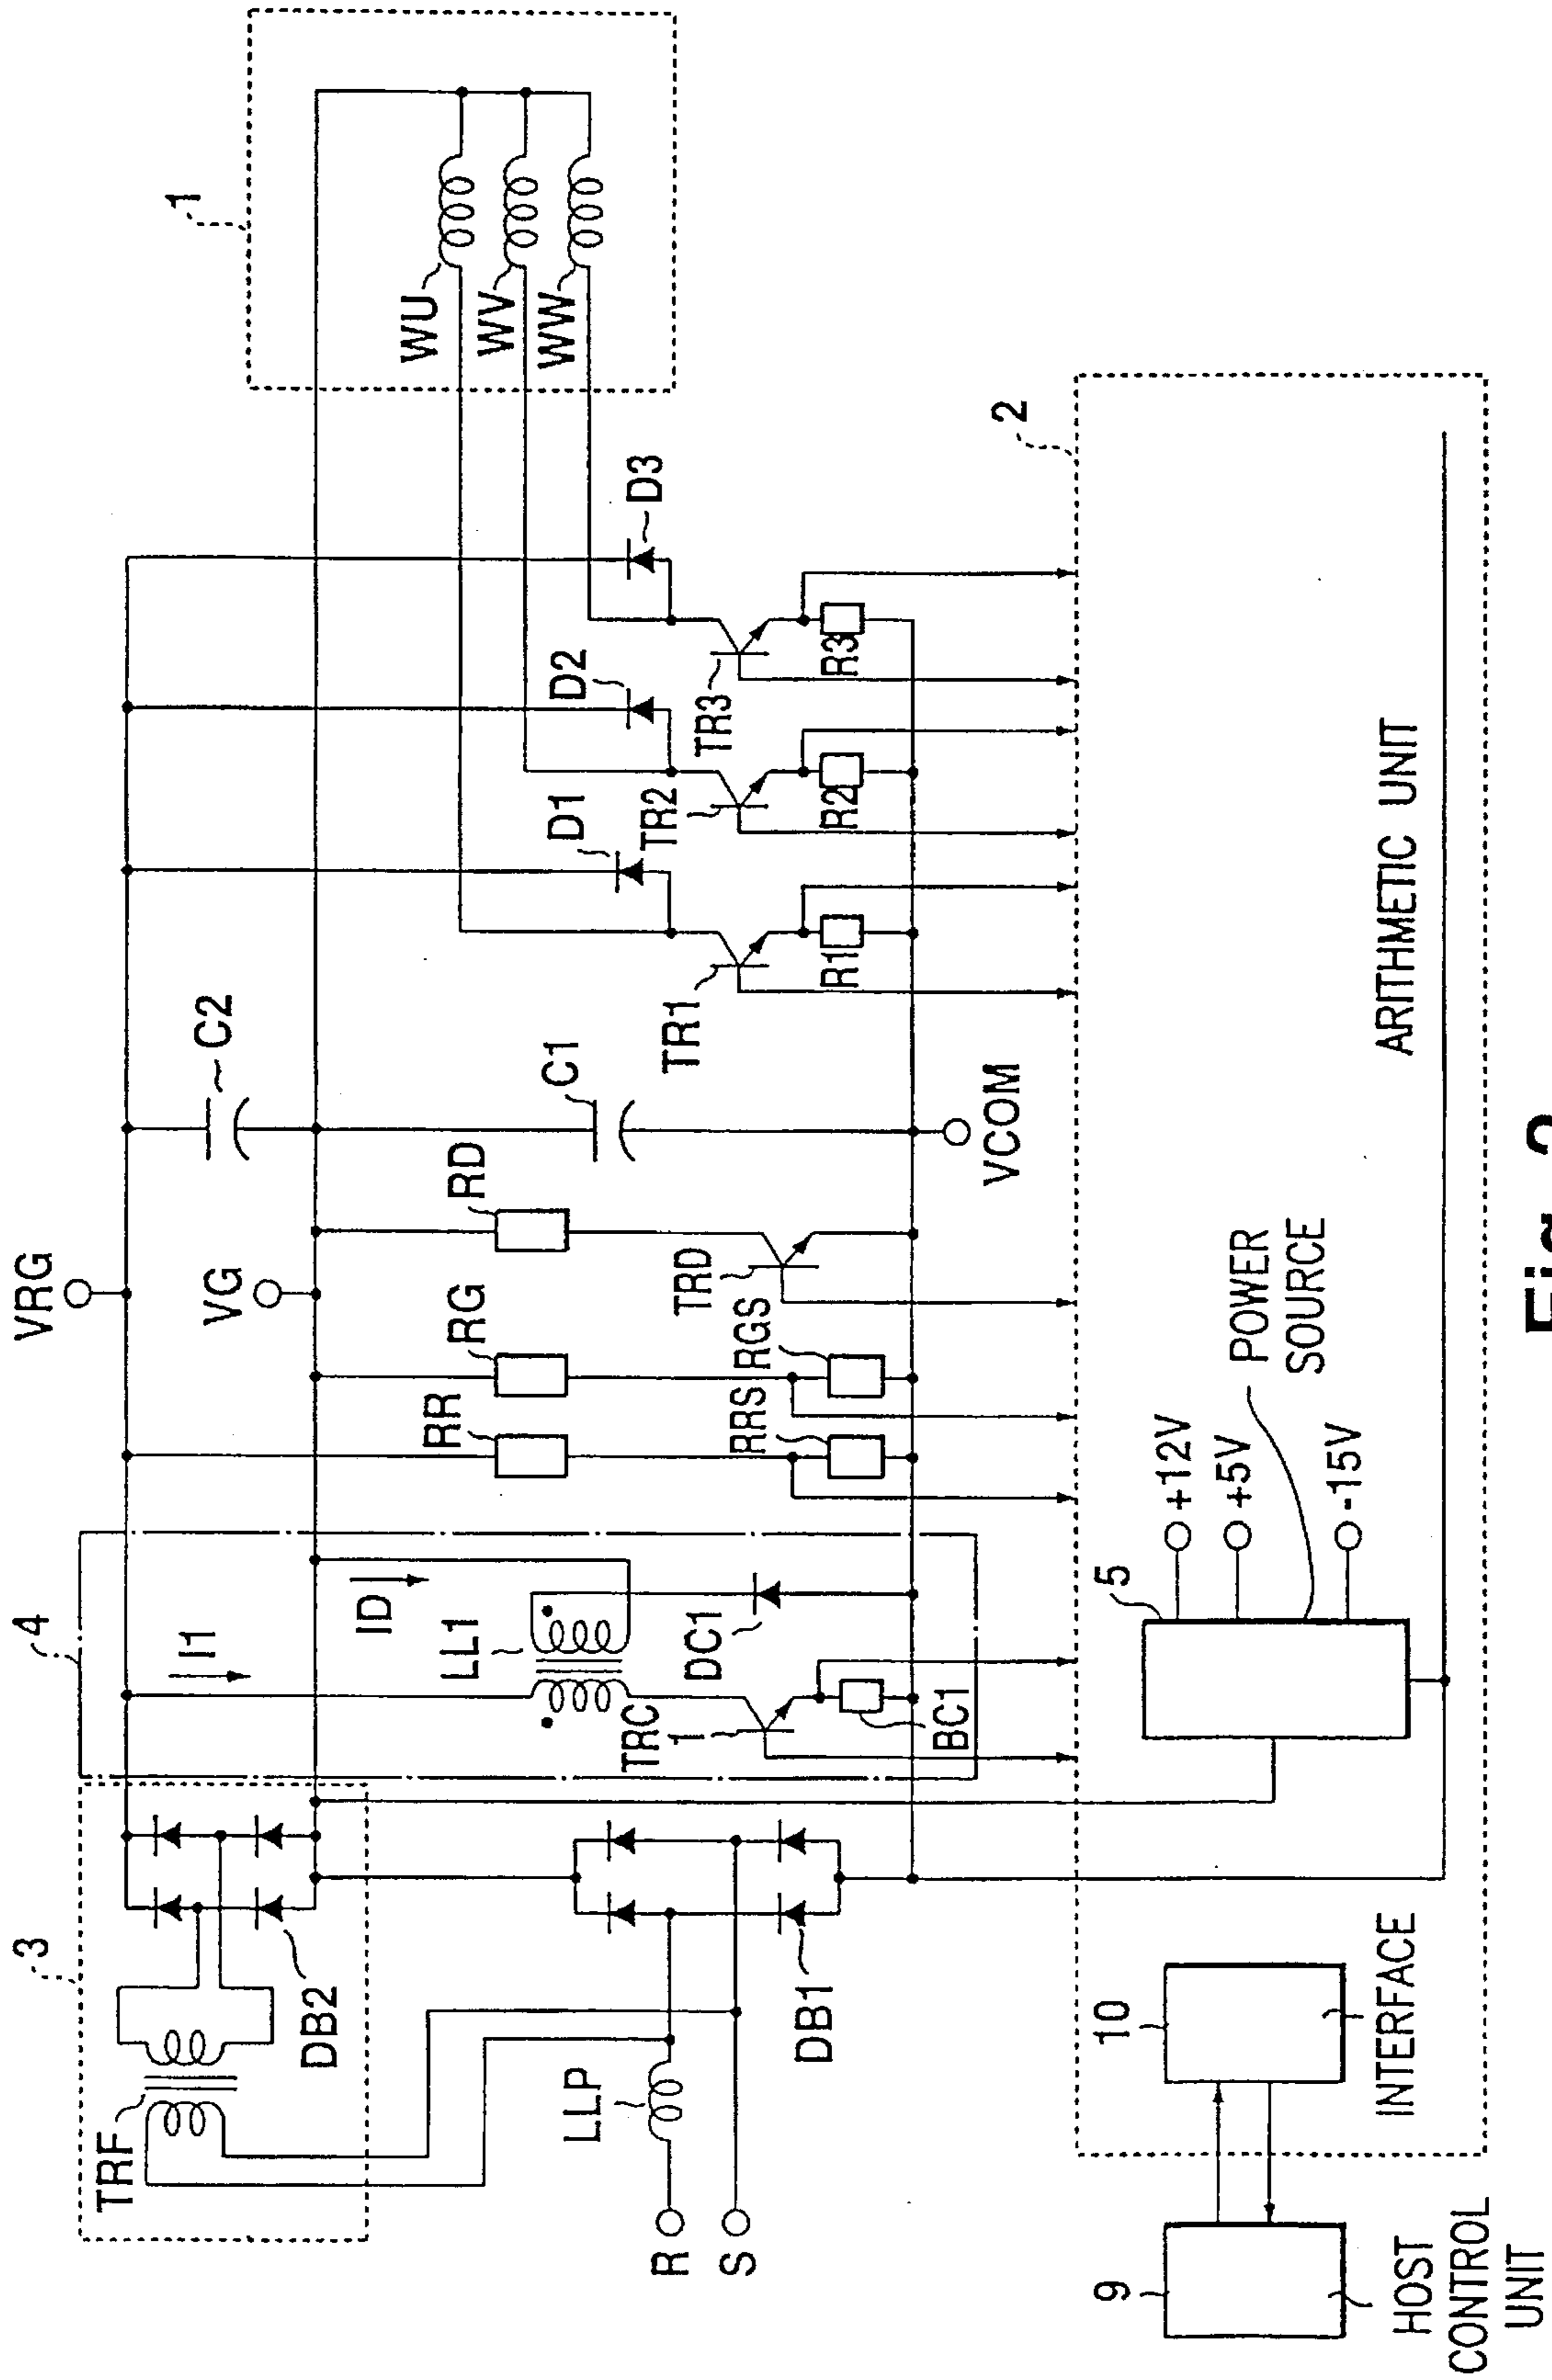 VRG
VG
VCOM
3
4
1
2
5
9
10
TRF
DB2
I1
ID
LL1
TRC
1
DC1
BC1
LLP
DB1
R
S
RR
RG
RD
RRS
RGS
TRD
C2
C1
D1
D2
D3
TR1
TR2
TR3
R1
R2
R3
WU
WV
WW
+12V
+5V
-15V
POWER
SOURCE
ARITHMETIC UNIT
INTERFACE
HOST
CONTROL
UNIT